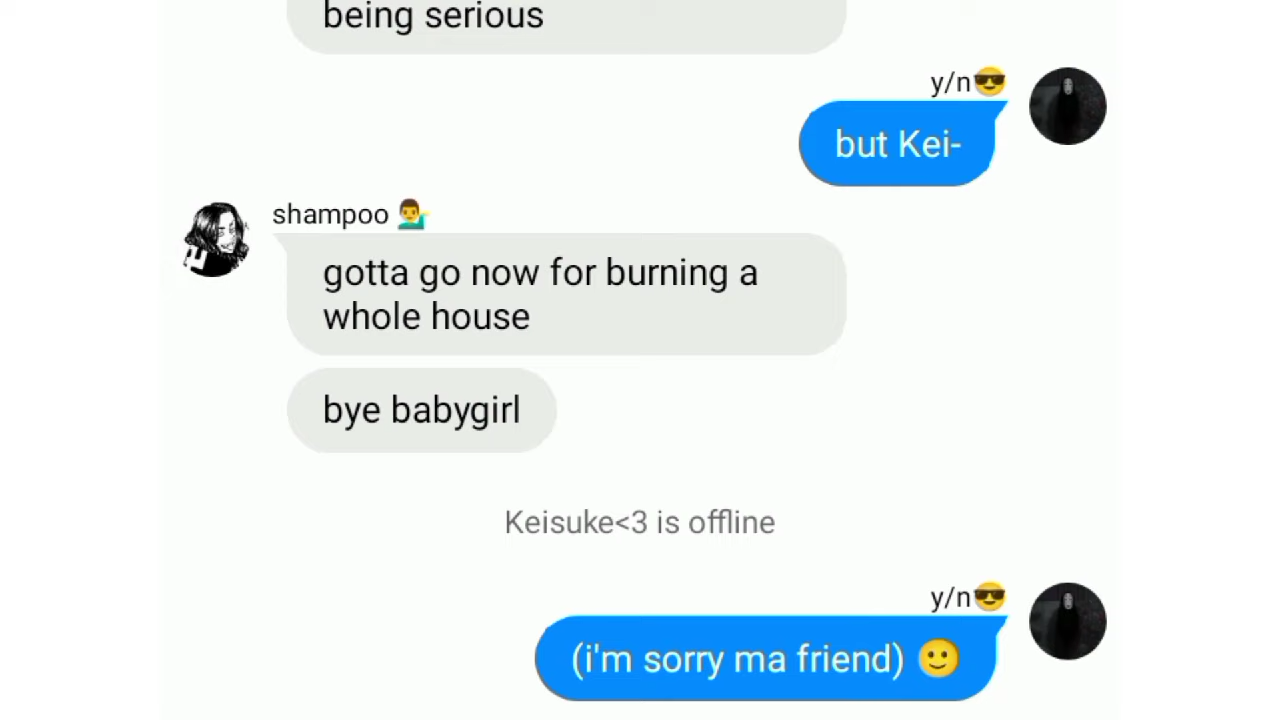 being serious
y/n😎
but Kei-
shampoo 💁‍♂️
gotta go now for burning a
whole house
bye babygirl
Keisuke<3 is offline
y/n😎
(i'm sorry ma friend) 🙂